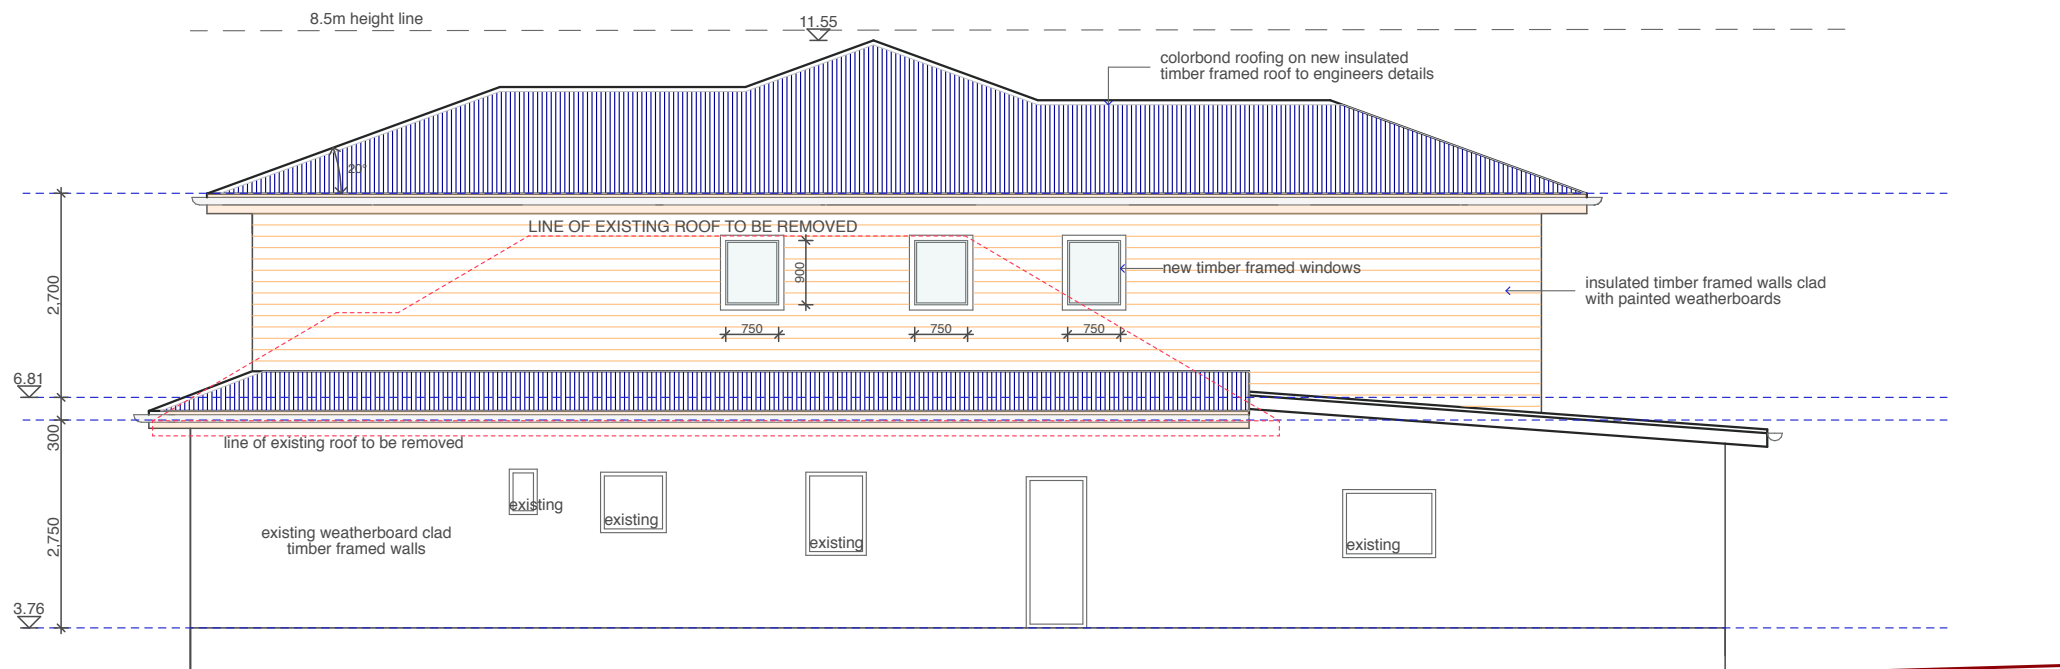 8.5m height line
11.55
colorbond roofing on new insulated
timber framed roof to engineers details
20°
LINE OF EXISTING ROOF TO BE REMOVED
900
new timber framed windows
insulated timber framed walls clad
with painted weatherboards
2,700
750
750
750
6.81
300
line of existing roof to be removed
existing
existing
existing
existing
existing weatherboard clad
timber framed walls
2,750
3.76